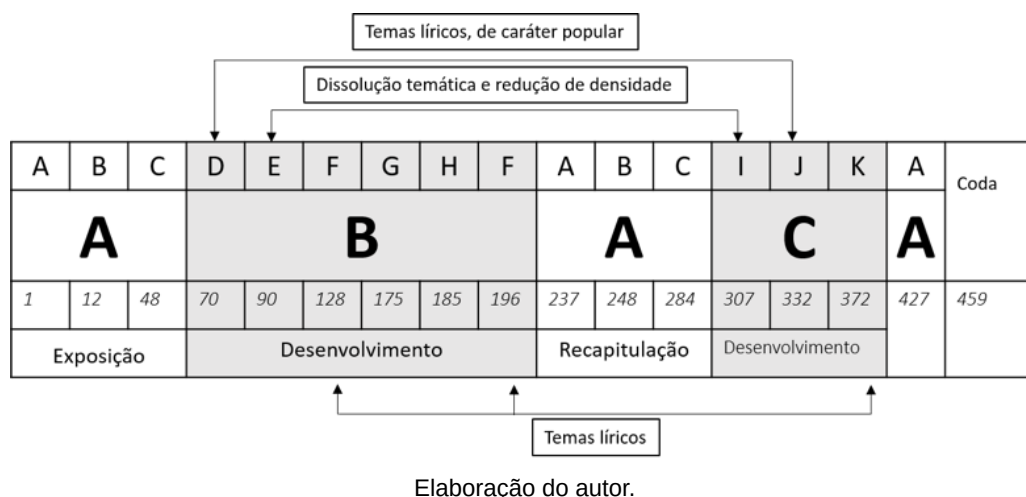 Temas líricos, de caráter popular
Dissolução temática e redução de densidade
A B C D E F G H F A B C I J K A Coda
A B A C A
1 12 48 70 90 128 175 185 196 237 248 284 307 332 372 427 459
Exposição Desenvolvimento Recapitulação Desenvolvimento
Temas líricos
Elaboração do autor.